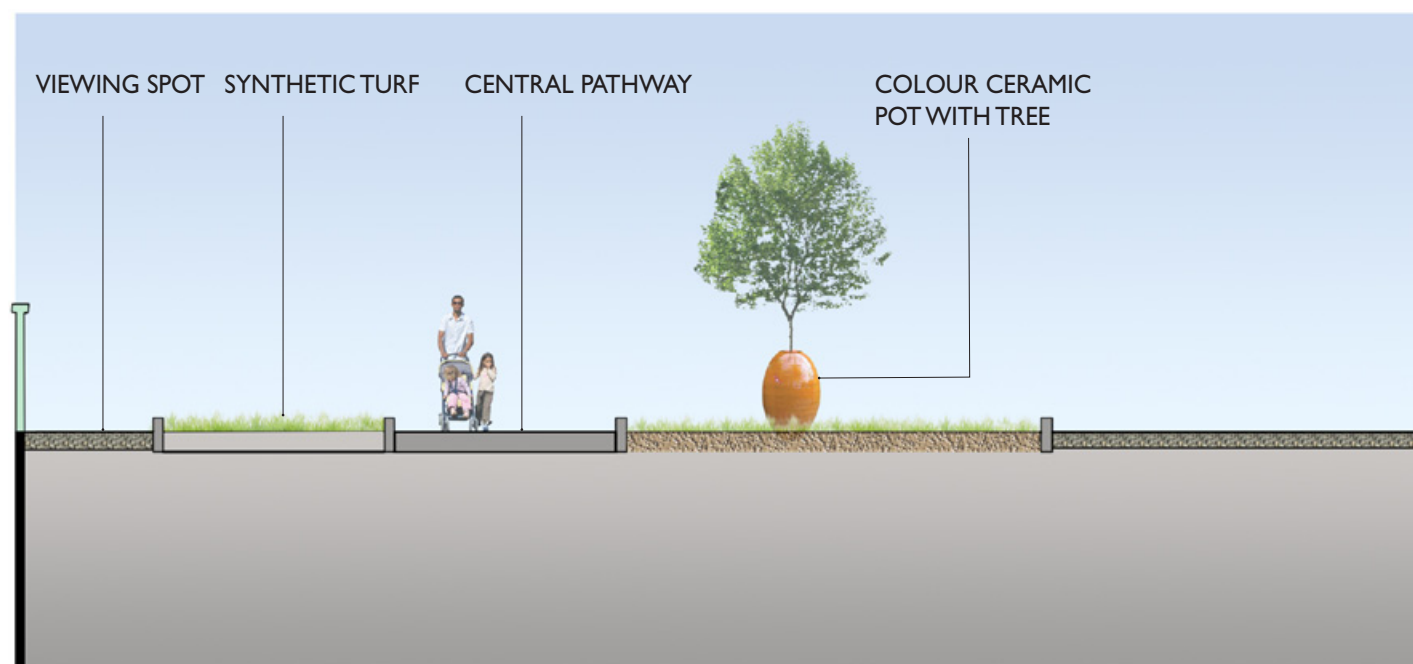 VIEWING SPOT
SYNTHETIC TURF
CENTRAL PATHWAY
COLOUR CERAMIC
POT WITH TREE